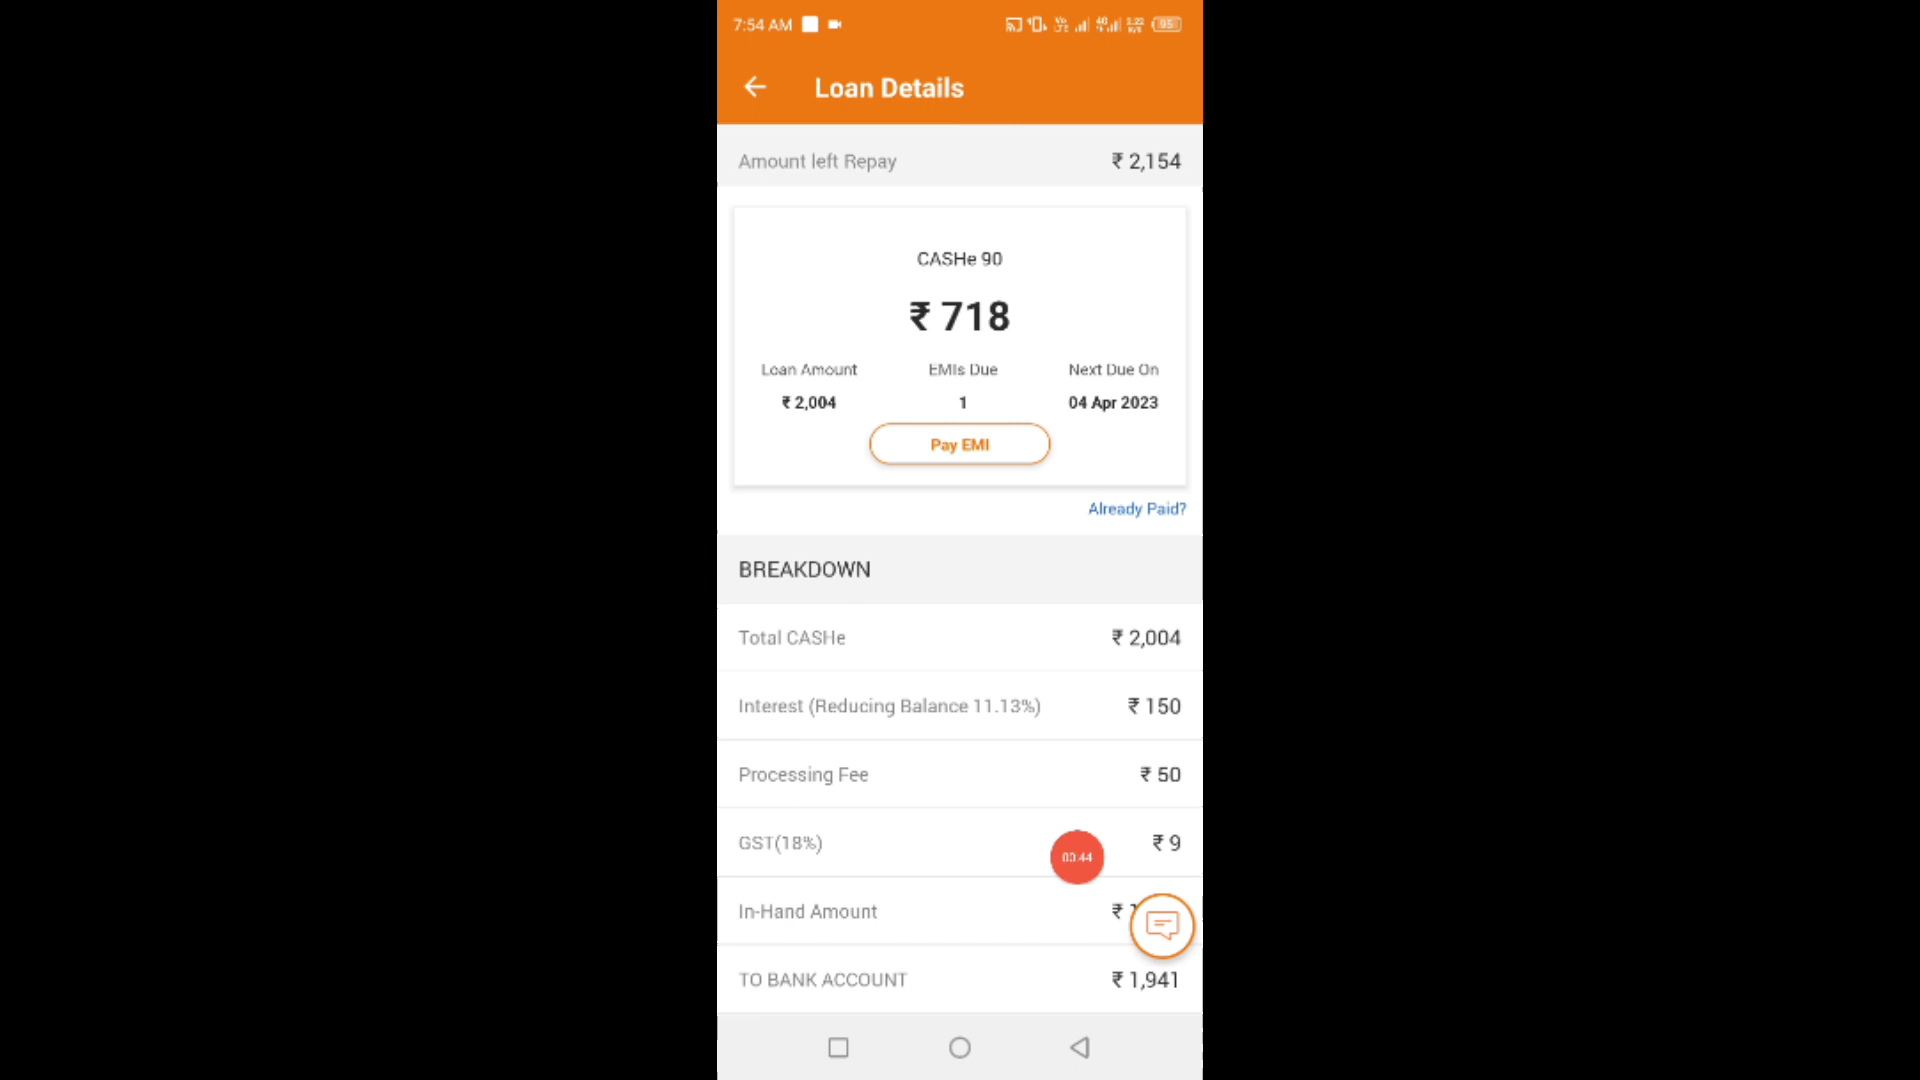 7:54 AM
95
Loan Details
Amount left Repay ₹ 2,154
CASHe 90
₹ 718
Loan Amount EMIs Due Next Due On
₹ 2,004 1 04 Apr 2023
Pay EMI
Already Paid?
BREAKDOWN
Total CASHe ₹ 2,004
Interest (Reducing Balance 11.13%) ₹ 150
Processing Fee ₹ 50
GST(18%) ₹ 9
00:44
In-Hand Amount ₹
TO BANK ACCOUNT ₹ 1,941